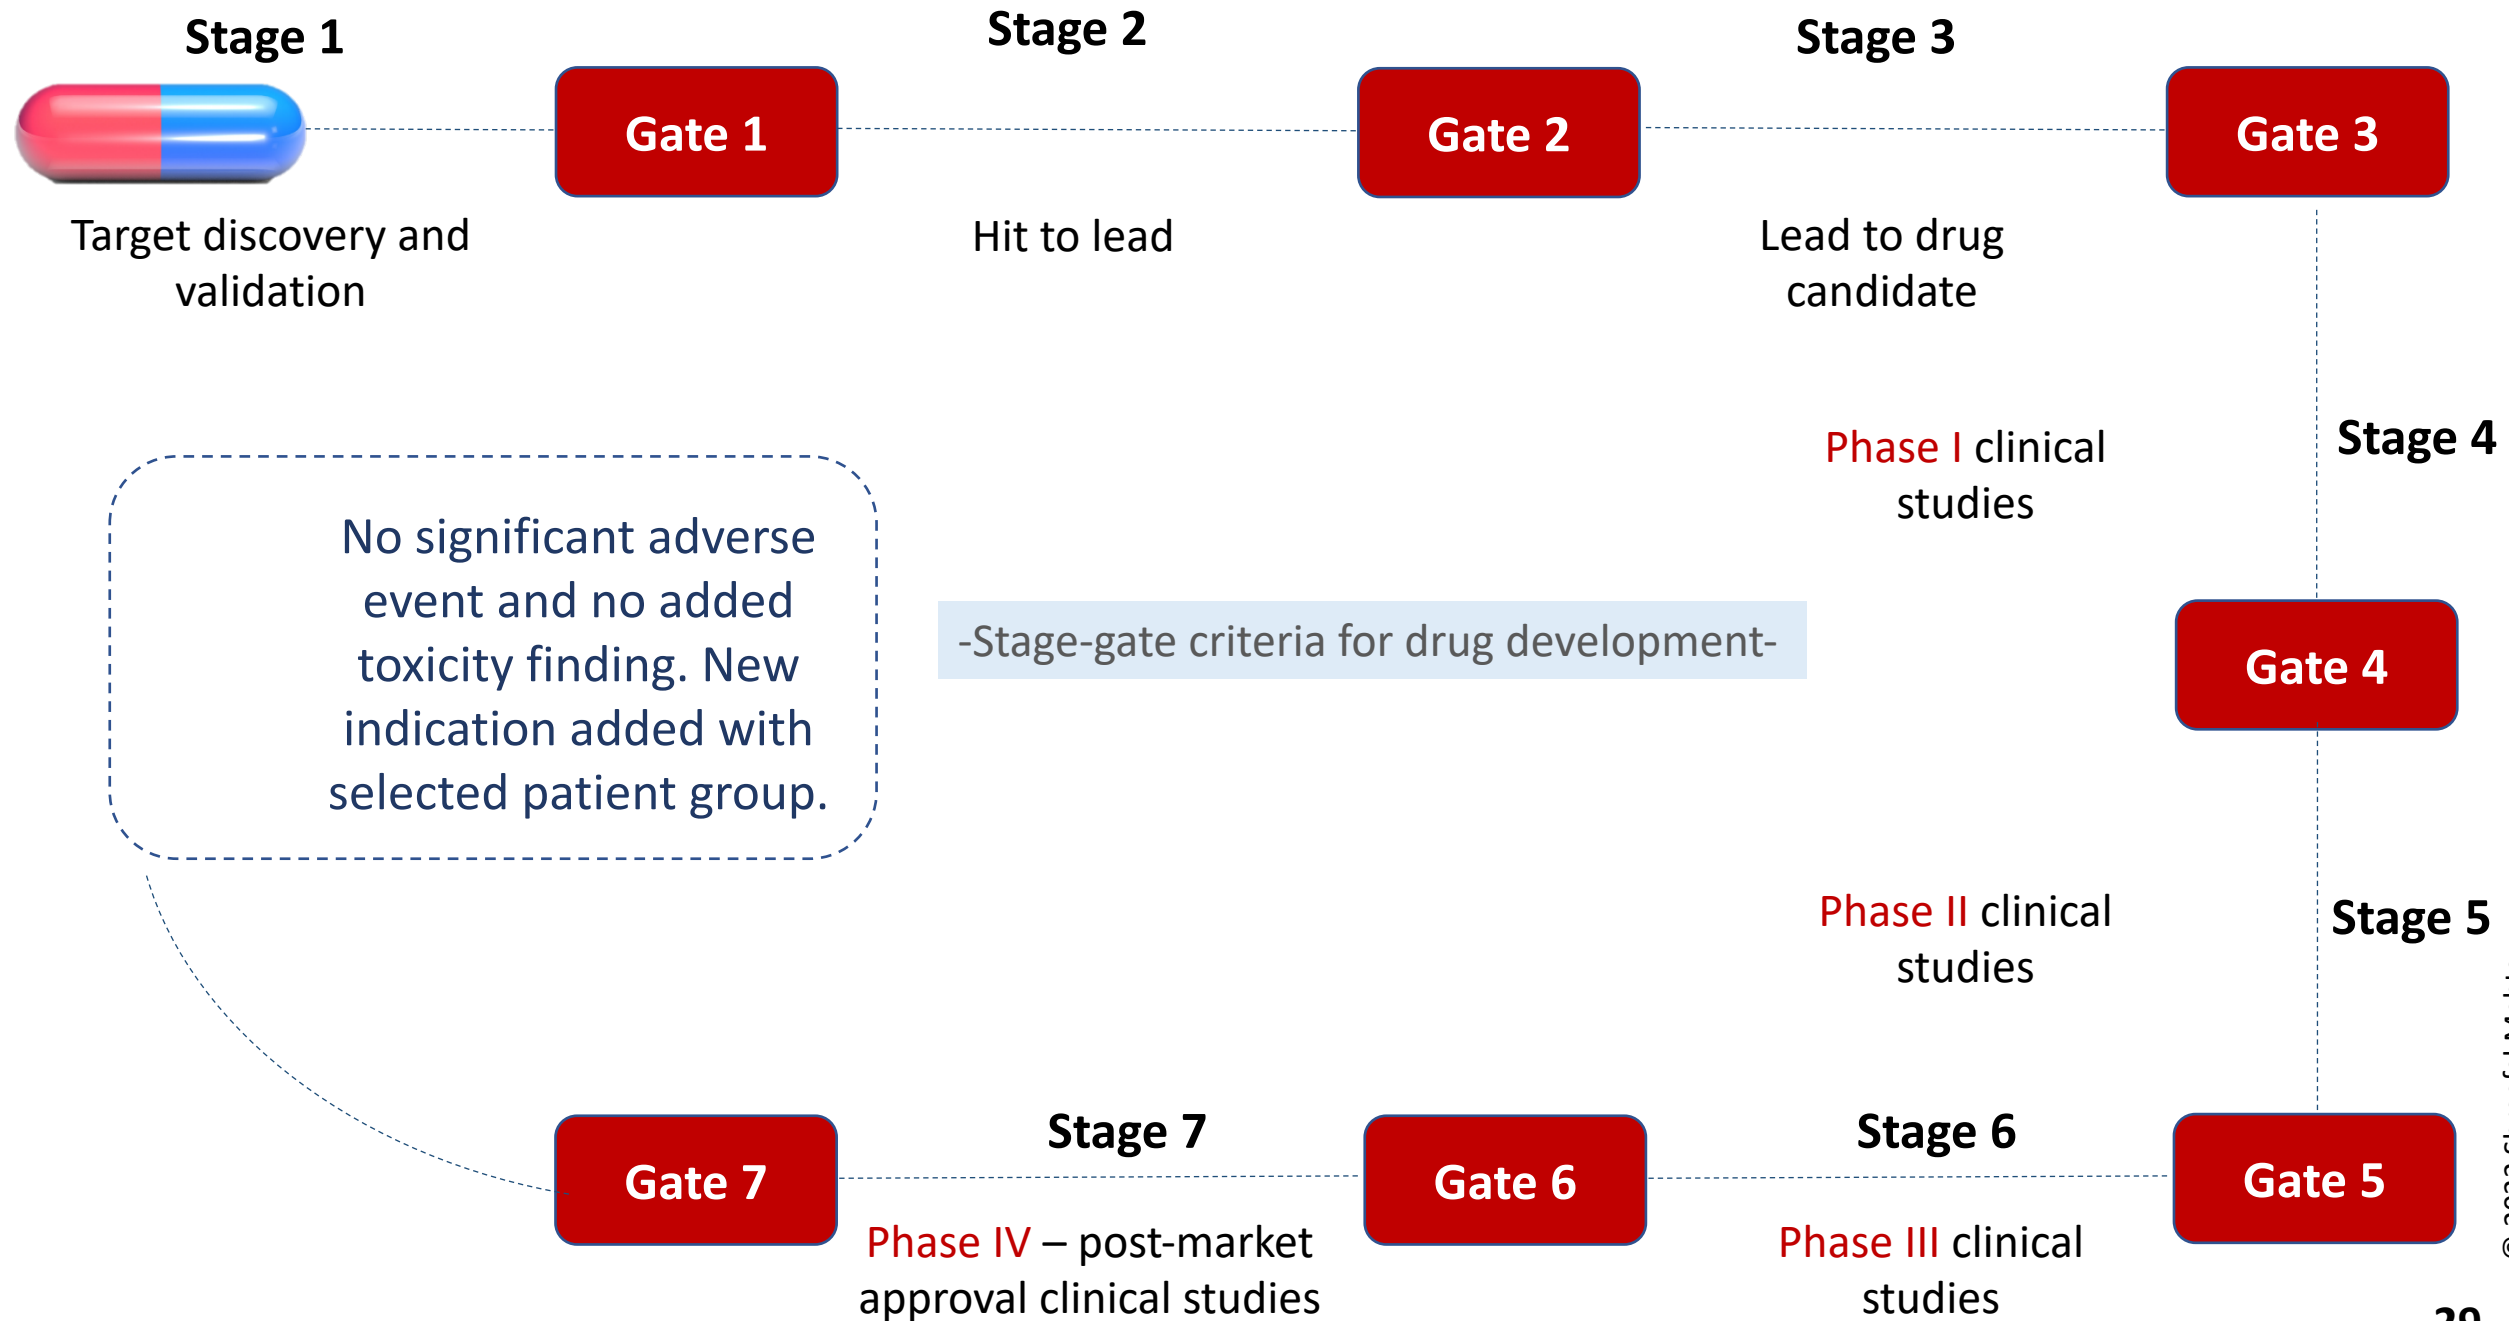 Stage 1
Stage 2
Stage 3
Gate 1
Gate 2
Gate 3
Target discovery and
validation
Hit to lead
Lead to drug
candidate
Phase I clinical
studies
Stage 4
No significant adverse
event and no added
toxicity finding. New
indication added with
selected patient group.
-Stage-gate criteria for drug development-
Gate 4
Phase II clinical
studies
Stage 5
Stage 7
Stage 6
Gate 7
Gate 6
Gate 5
Phase IV – post-market
approval clinical studies
Phase III clinical
studies